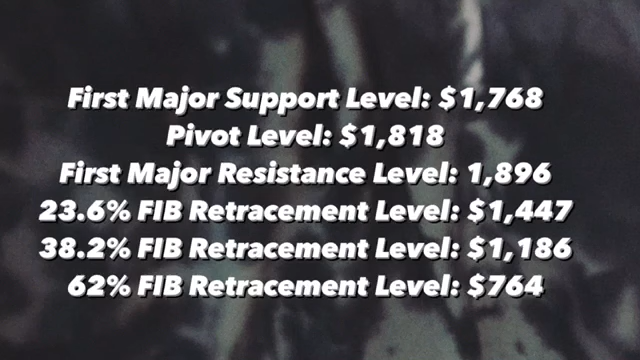 First Major Support Level: $1,768
Pivot Level: $1,818
First Major Resistance Level: 1,896
23.6% FIB Retracement Level: $1,447
38.2% FIB Retracement Level: $1,186
62% FIB Retracement Level: $764